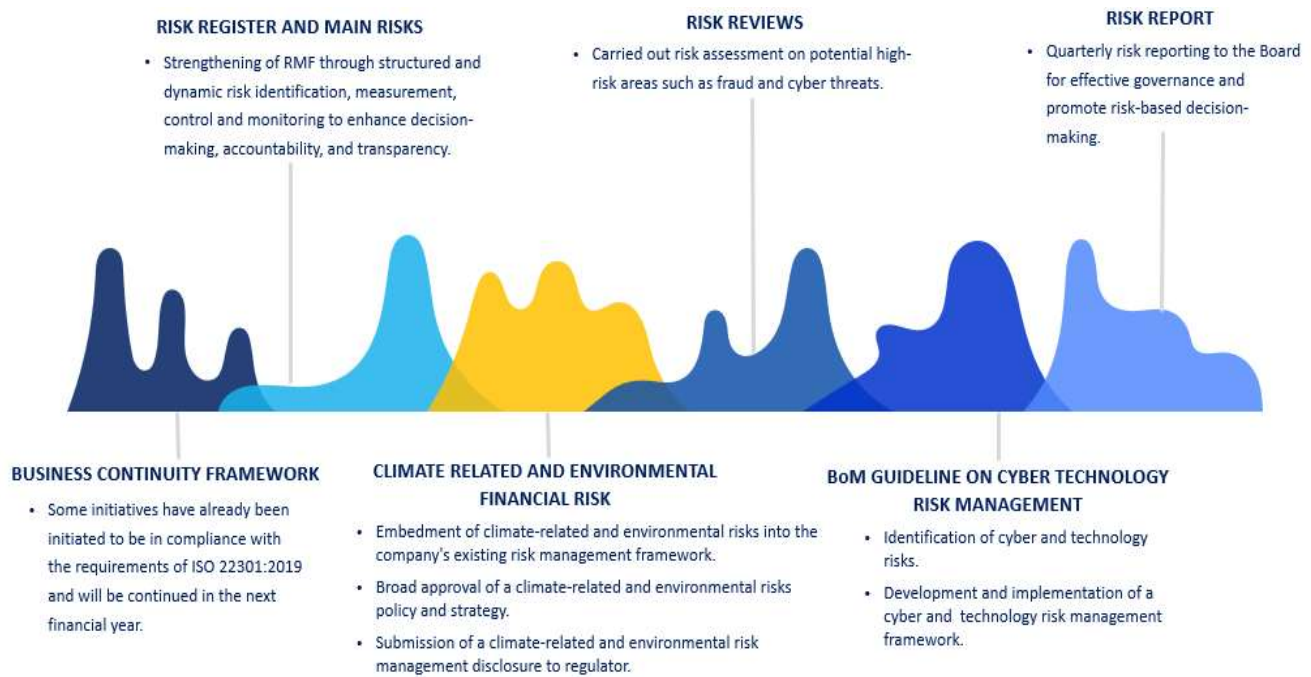 RISK REGISTER AND MAIN RISKS
• Strengthening of RMF through structured and
dynamic risk identification, measurement,
control and monitoring to enhance decision-
making, accountability, and transparency.
RISK REVIEWS
• Carried out risk assessment on potential high-
risk areas such as fraud and cyber threats.
RISK REPORT
• Quarterly risk reporting to the Board
for effective governance and
promote risk-based decision-
making.
BUSINESS CONTINUITY FRAMEWORK
• Some initiatives have already been
initiated to be in compliance with
the requirements of ISO 22301:2019
and will be continued in the next
financial year.
CLIMATE RELATED AND ENVIRONMENTAL
FINANCIAL RISK
• Embedment of climate-related and environmental risks into the
company's existing risk management framework.
• Broad approval of a climate-related and environmental risks
policy and strategy.
• Submission of a climate-related and environmental risk
management disclosure to regulator.
BoM GUIDELINE ON CYBER TECHNOLOGY
RISK MANAGEMENT
• Identification of cyber and technology
risks.
• Development and implementation of a
cyber and technology risk management
framework.